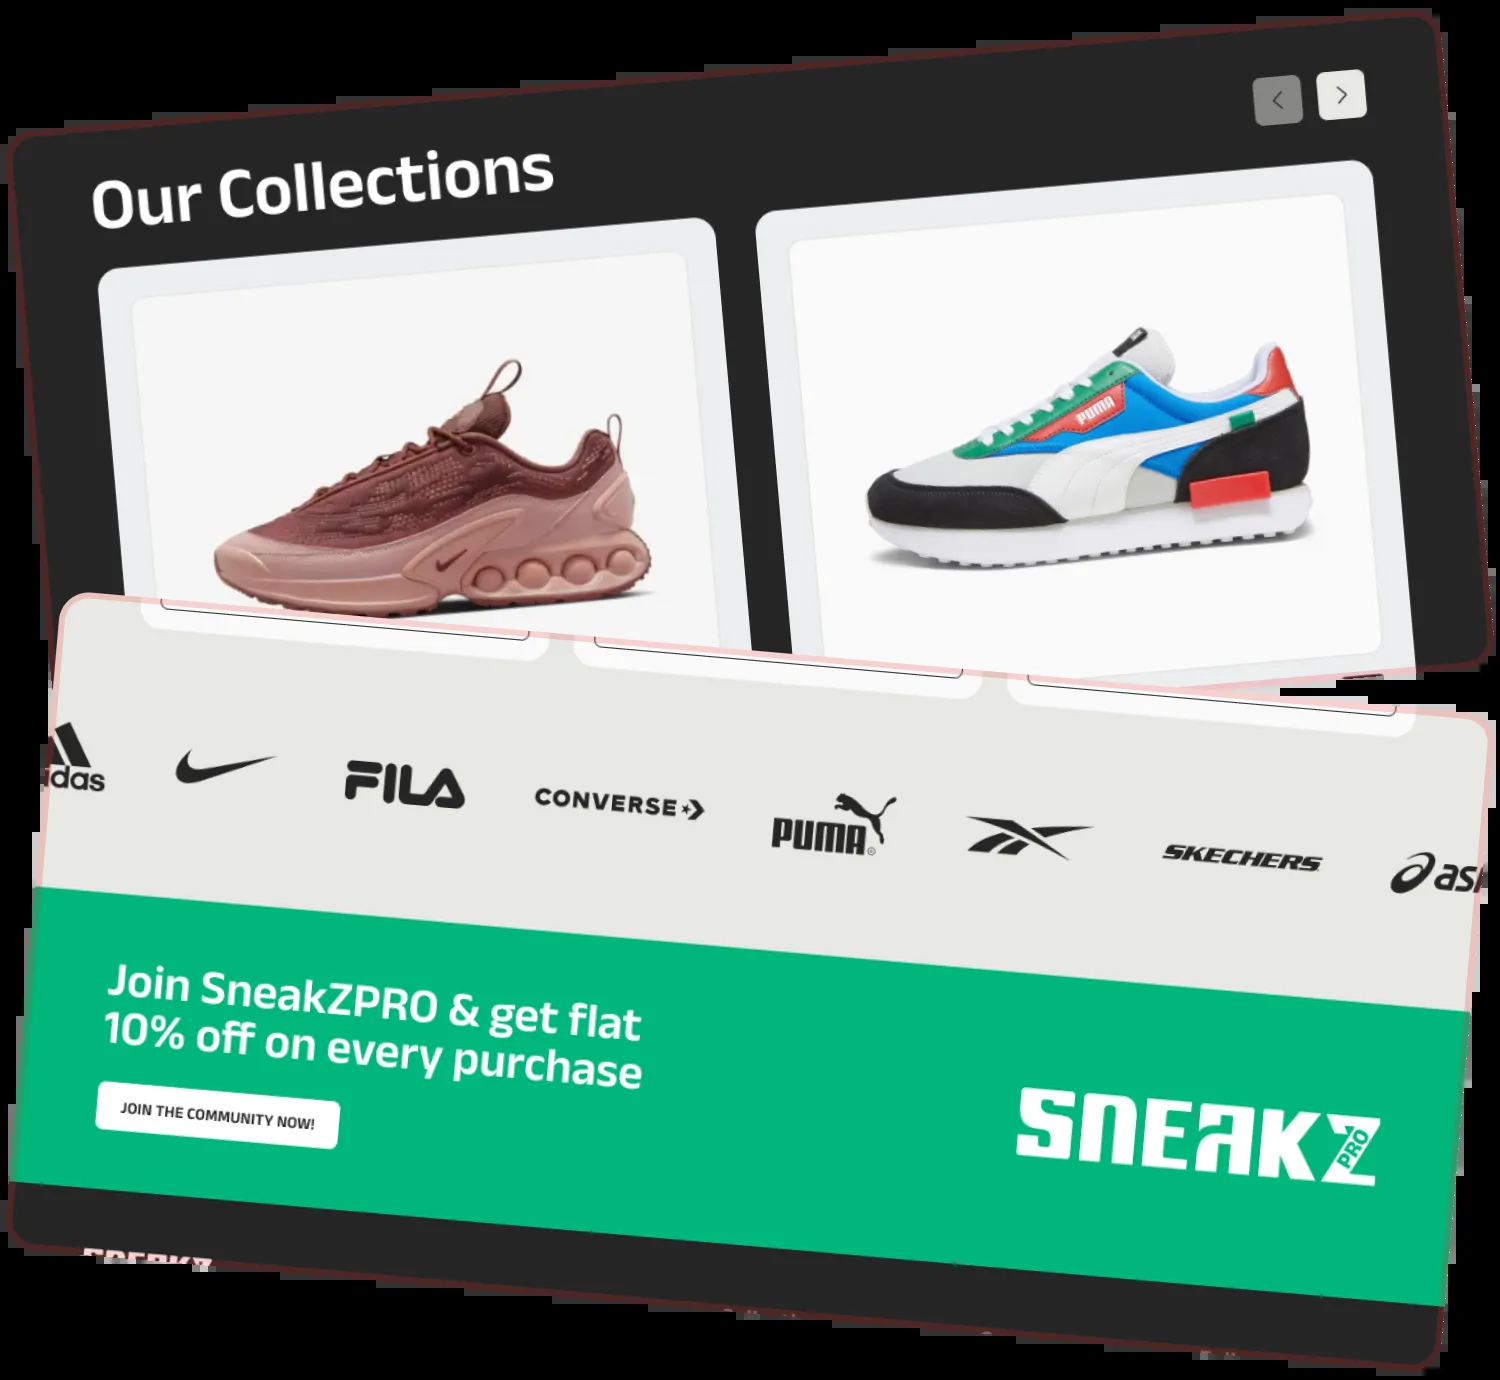 Our Collections
PUMA
idas
FILA
CONVERSE
PUMA
SKECHERS
Join SneakZPRO & get flat
10% off on every purchase
JOIN THE COMMUNITY NOW!
SNEAKZ
PRO